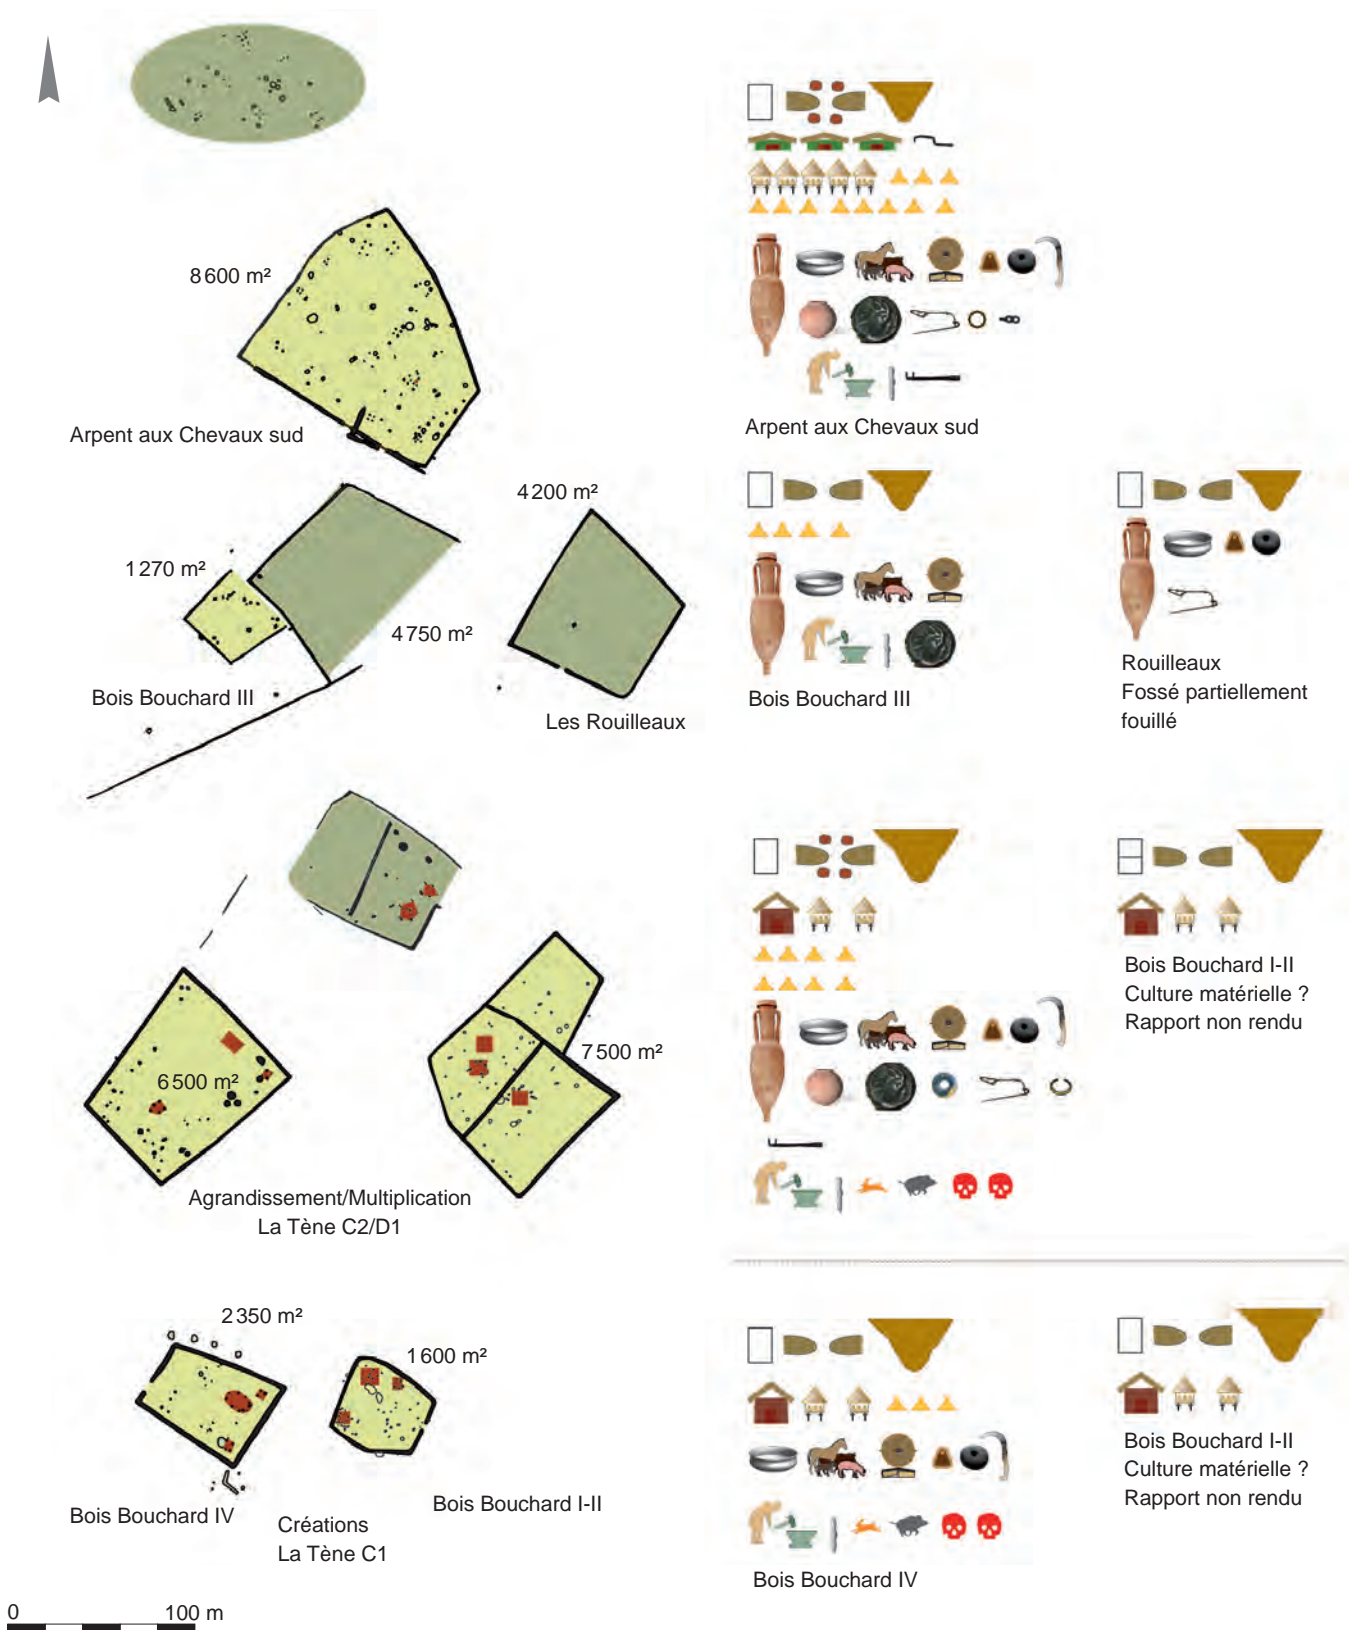 8 600 m²
Arpent aux Chevaux sud
Arpent aux Chevaux sud
4 200 m²
1 270 m²
4 750 m²
Bois Bouchard III
Les Rouilleaux
Bois Bouchard III
Rouilleaux
Fossé partiellement
fouillé
7 500 m²
6 500 m²
Agrandissement/Multiplication
La Tène C2/D1
Bois Bouchard I-II
Culture matérielle ?
Rapport non rendu
2 350 m²
1 600 m²
Bois Bouchard IV
Créations
La Tène C1
Bois Bouchard I-II
Bois Bouchard IV
Bois Bouchard I-II
Culture matérielle ?
Rapport non rendu
0 100 m